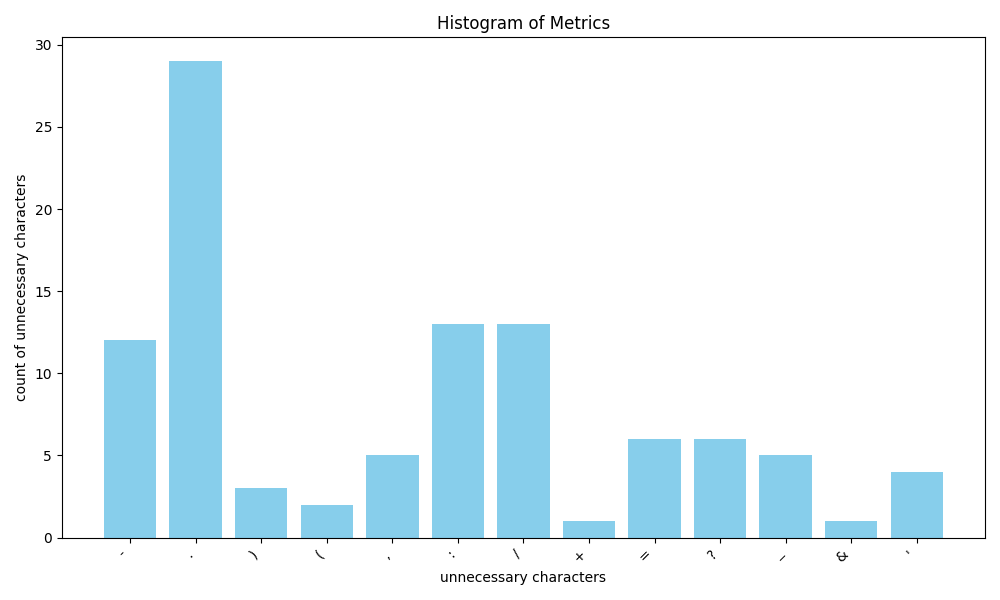 Histogram of Metrics
count of unnecessary characters
30
25
20
15
10
5
0
- . ) ( , : / + = ? _ & '
unnecessary characters